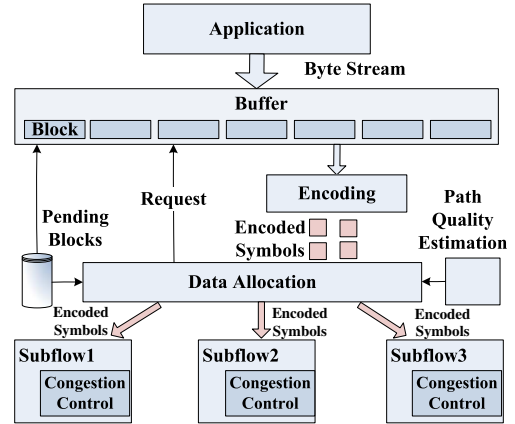 Application
Byte Stream
Buffer
Block
Request
Encoding
Pending
Blocks
Encoded
Symbols
Path
Quality
Estimation
Data Allocation
Encoded
Symbols
Encoded
Symbols
Encoded
Symbols
Subflow1
Congestion
Control
Subflow2
Congestion
Control
Subflow3
Congestion
Control